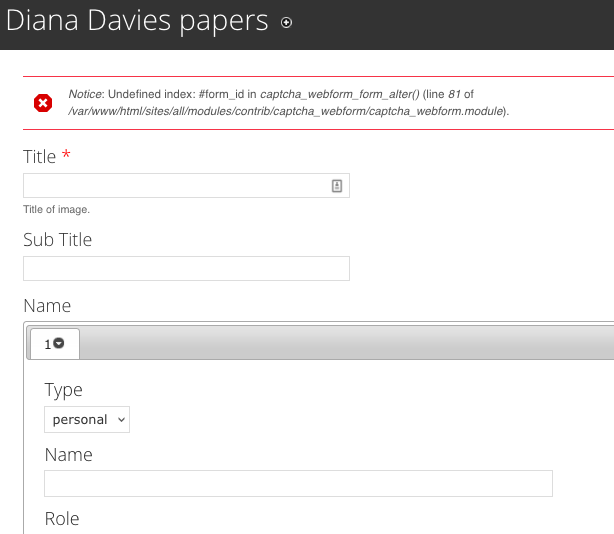 Diana Davies papers
Notice: Undefined index: #form_id in captcha_webform_form_alter() (line 81 of
/var/www/html/sites/all/modules/contrib/captcha_webform/captcha_webform.module).
Title *
Title of image.
Sub Title
Name
1
Type
personal
Name
Role